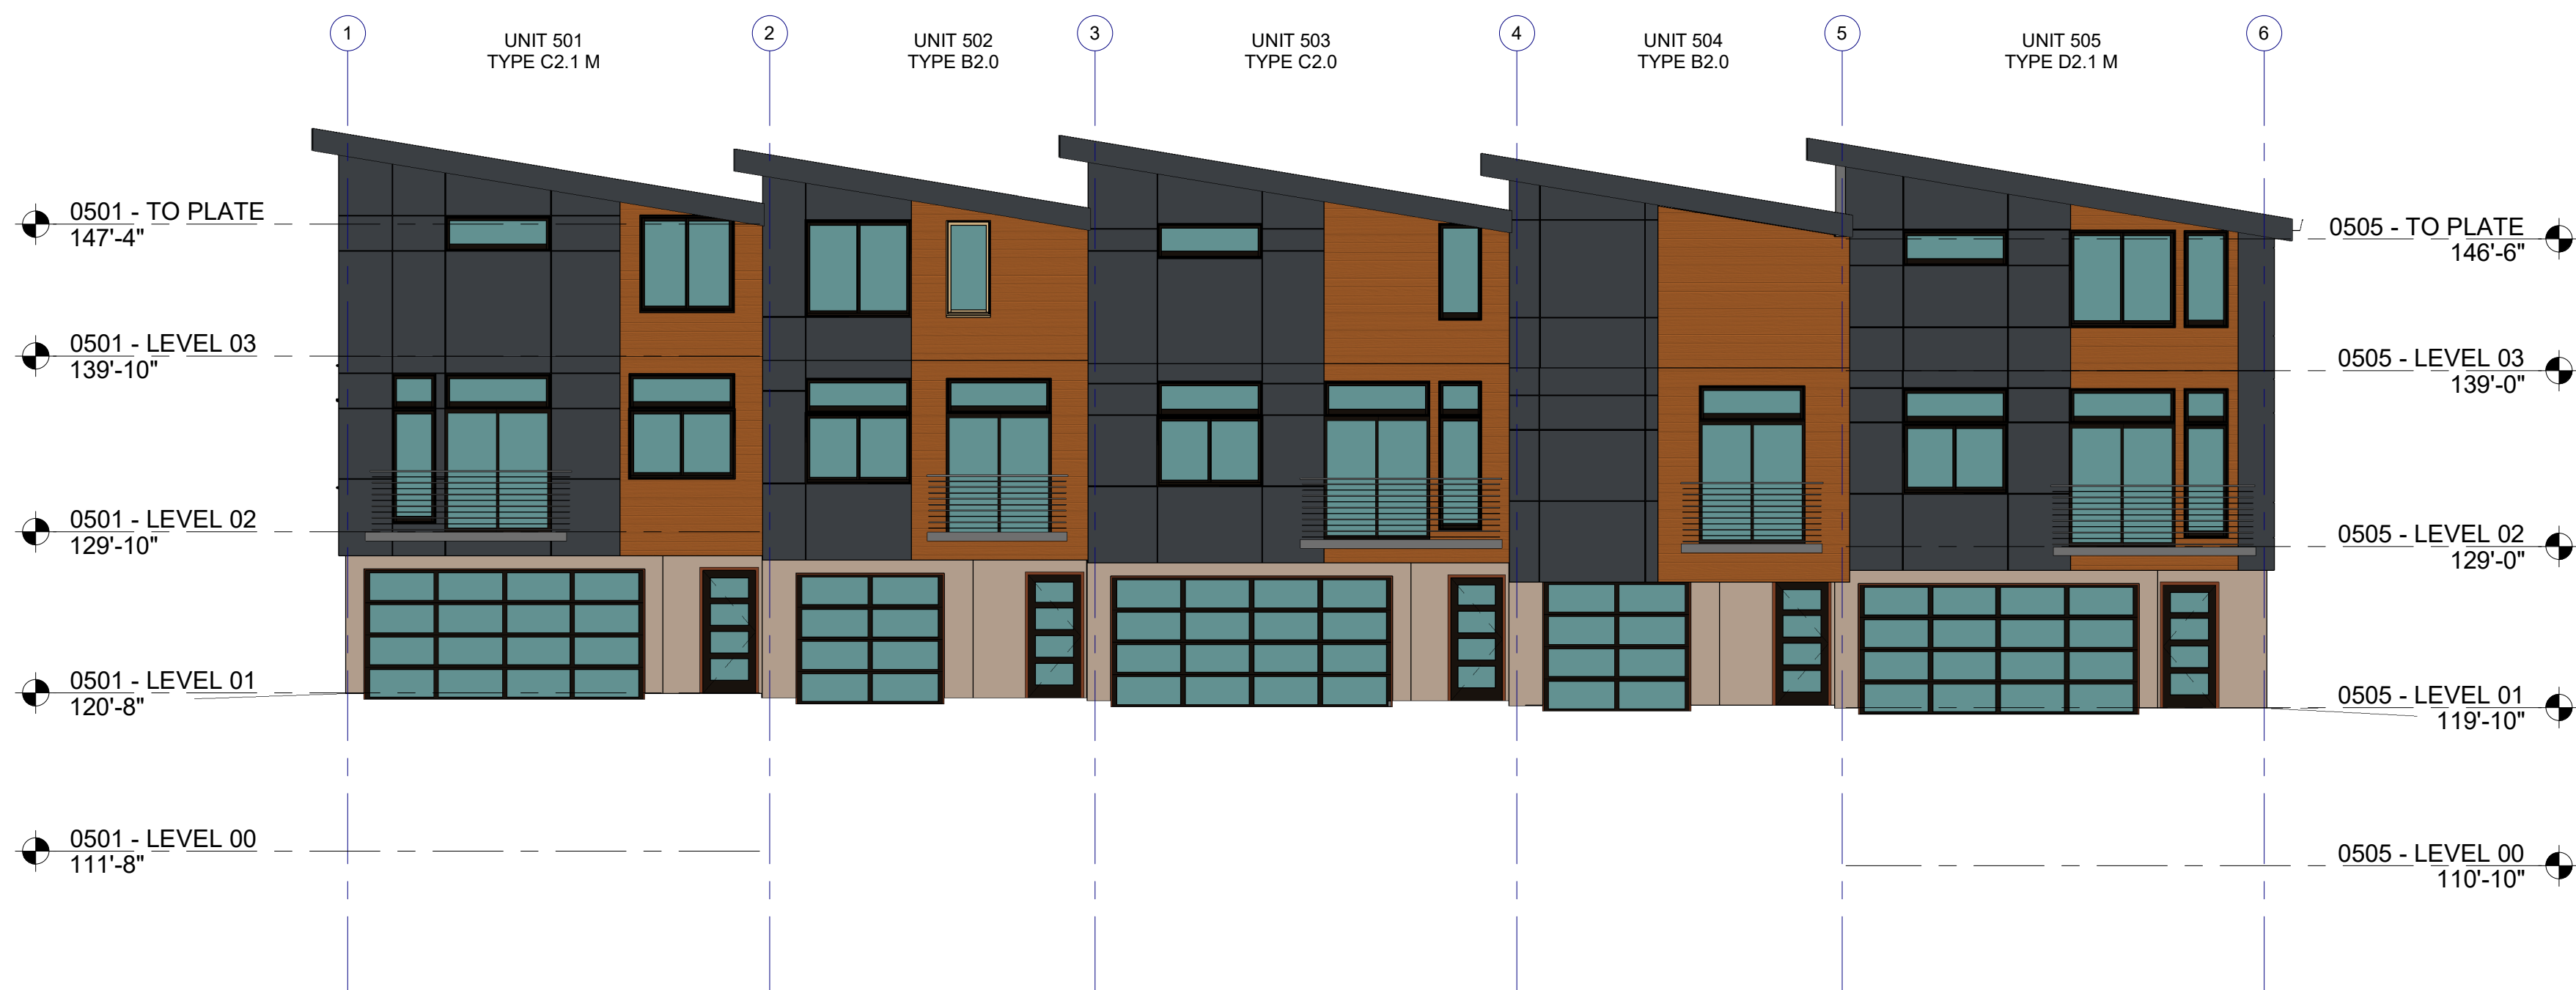 1
2
3
4
5
6
UNIT 501
TYPE C2.1 M
UNIT 502
TYPE B2.0
UNIT 503
TYPE C2.0
UNIT 504
TYPE B2.0
UNIT 505
TYPE D2.1 M
0501 - TO PLATE
147'-4"
0501 - LEVEL 03
139'-10"
0501 - LEVEL 02
129'-10"
0501 - LEVEL 01
120'-8"
0501 - LEVEL 00
111'-8"
0505 - TO PLATE
146'-6"
0505 - LEVEL 03
139'-0"
0505 - LEVEL 02
129'-0"
0505 - LEVEL 01
119'-10"
0505 - LEVEL 00
110'-10"